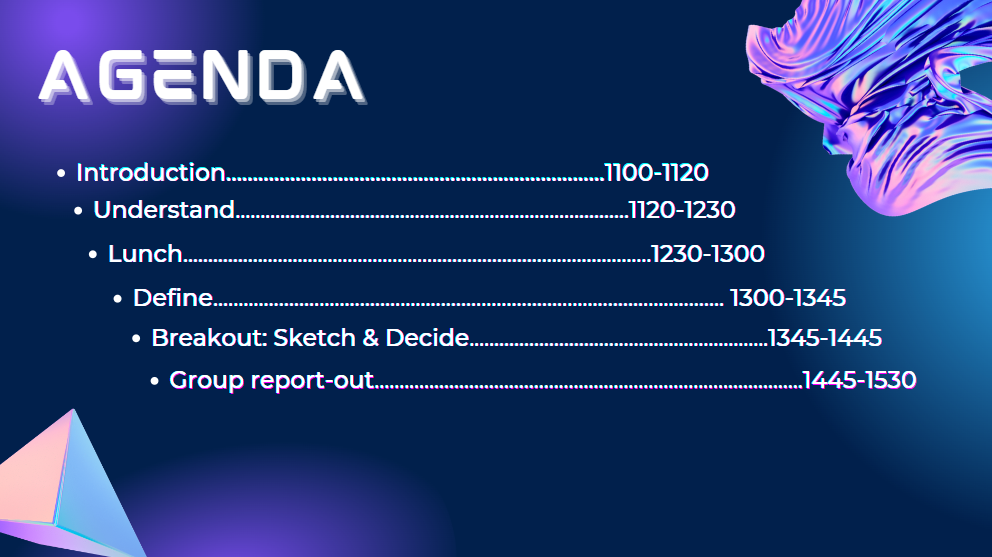 AGENDA
• Introduction......................................................................................1100-1120
• Understand.........................................................................................1120-1230
• Lunch..........................................................................................................1230-1300
• Define................................................................................................................... 1300-1345
• Breakout: Sketch & Decide...................................................................1345-1445
• Group report-out.................................................................................................1445-1530